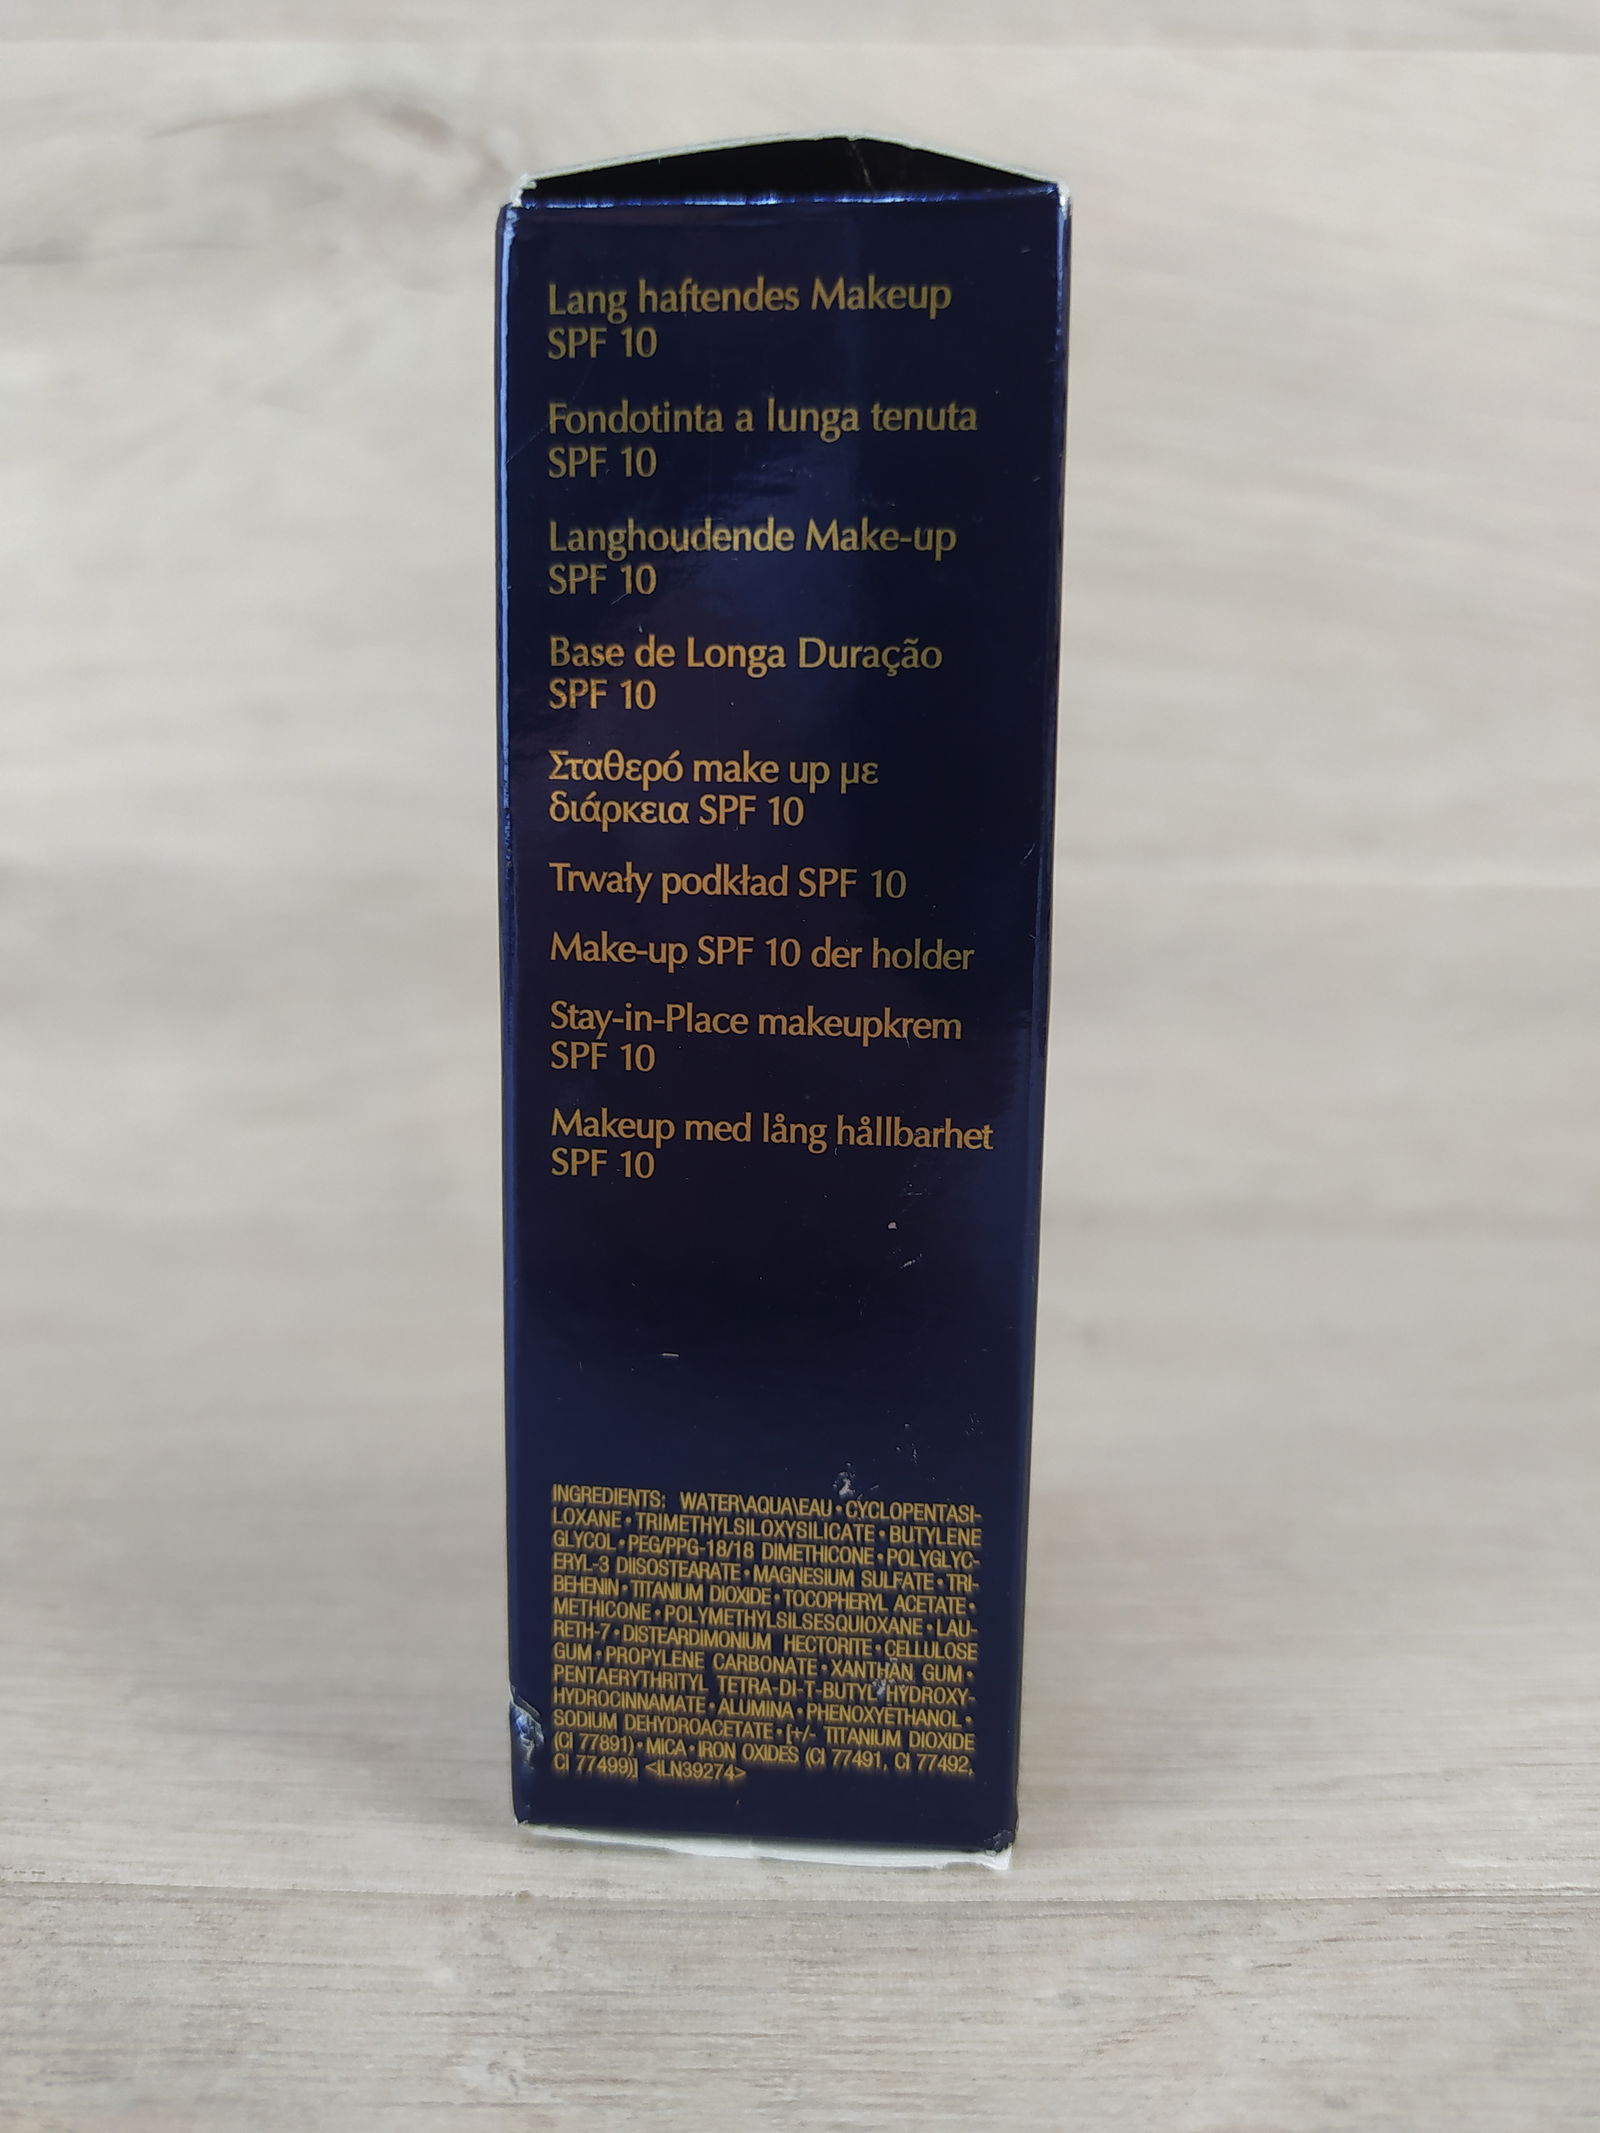 Lang haftendes Makeup
SPF 10
Fondotinta a lunga tenuta
SPF 10
Langhoudende Make-up
SPF 10
Base de Longa Duração
SPF 10
Σταθερό make up με
διάρκεια SPF 10
Trwały podkład SPF 10
Make-up SPF 10 der holder
Stay-in-Place makeupkrem
SPF 10
Makeup med lång hållbarhet
SPF 10
INGREDIENTS: WATER\AQUA\EAU • CYCLOPENTASI-
LOXANE • TRIMETHYLSILOXYSILICATE • BUTYLENE
GLYCOL • PEG/PPG-18/18 DIMETHICONE • POLYGLYC-
ERYL-3 DIISOSTEARATE • MAGNESIUM SULFATE • TRI-
BEHENIN • TITANIUM DIOXIDE • TOCOPHERYL ACETATE •
METHICONE • POLYMETHYLSILSESQUIOXANE • LAU-
RETH-7 • DISTEARDIMONIUM HECTORITE • CELLULOSE
GUM • PROPYLENE CARBONATE • XANTHAN GUM •
PENTAERYTHRITYL TETRA-DI-T-BUTYL HYDROXY-
HYDROCINNAMATE • ALUMINA • PHENOXYETHANOL •
SODIUM DEHYDROACETATE • [+/- TITANIUM DIOXIDE
(CI 77891) • MICA • IRON OXIDES (CI 77491, CI 77492,
CI 77499)] <ILN39274>